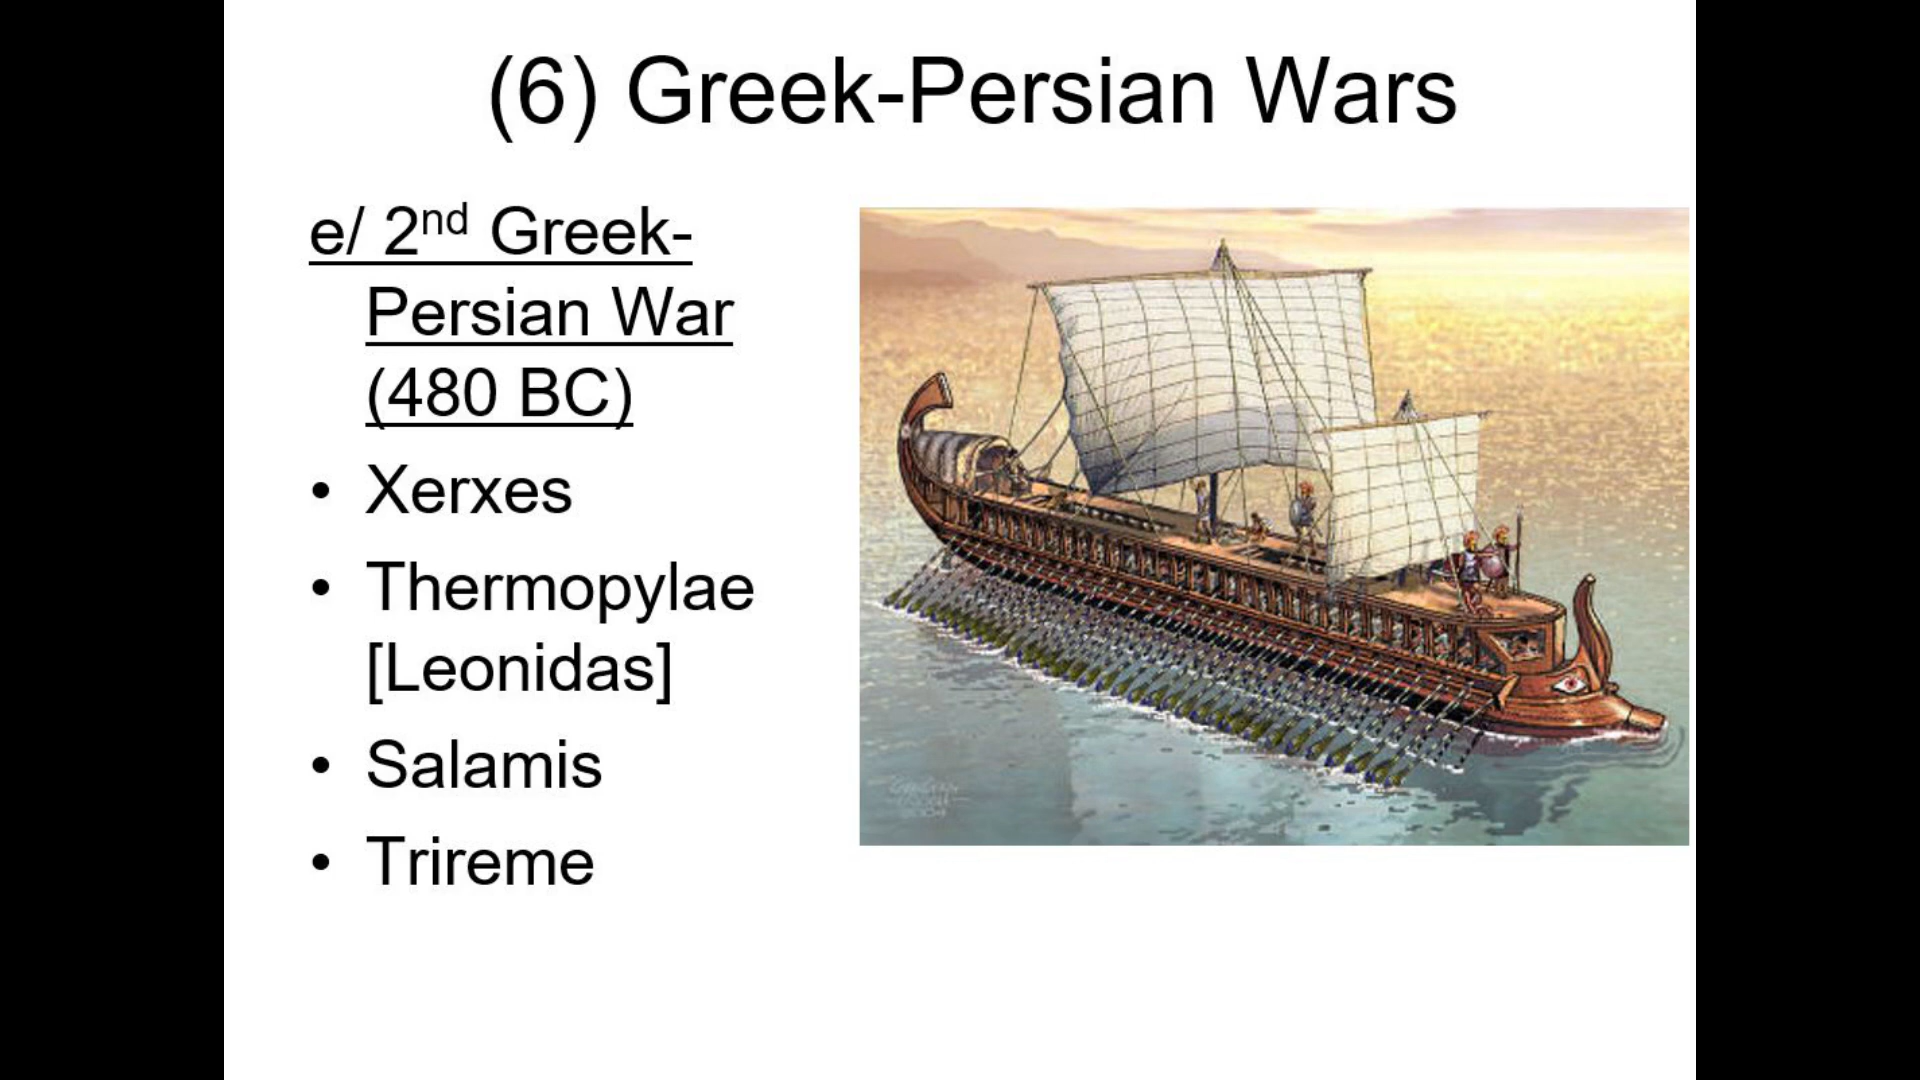 (6) Greek-Persian Wars
e/ 2nd Greek-
Persian War
(480 BC)
• Xerxes
• Thermopylae
[Leonidas]
• Salamis
• Trireme